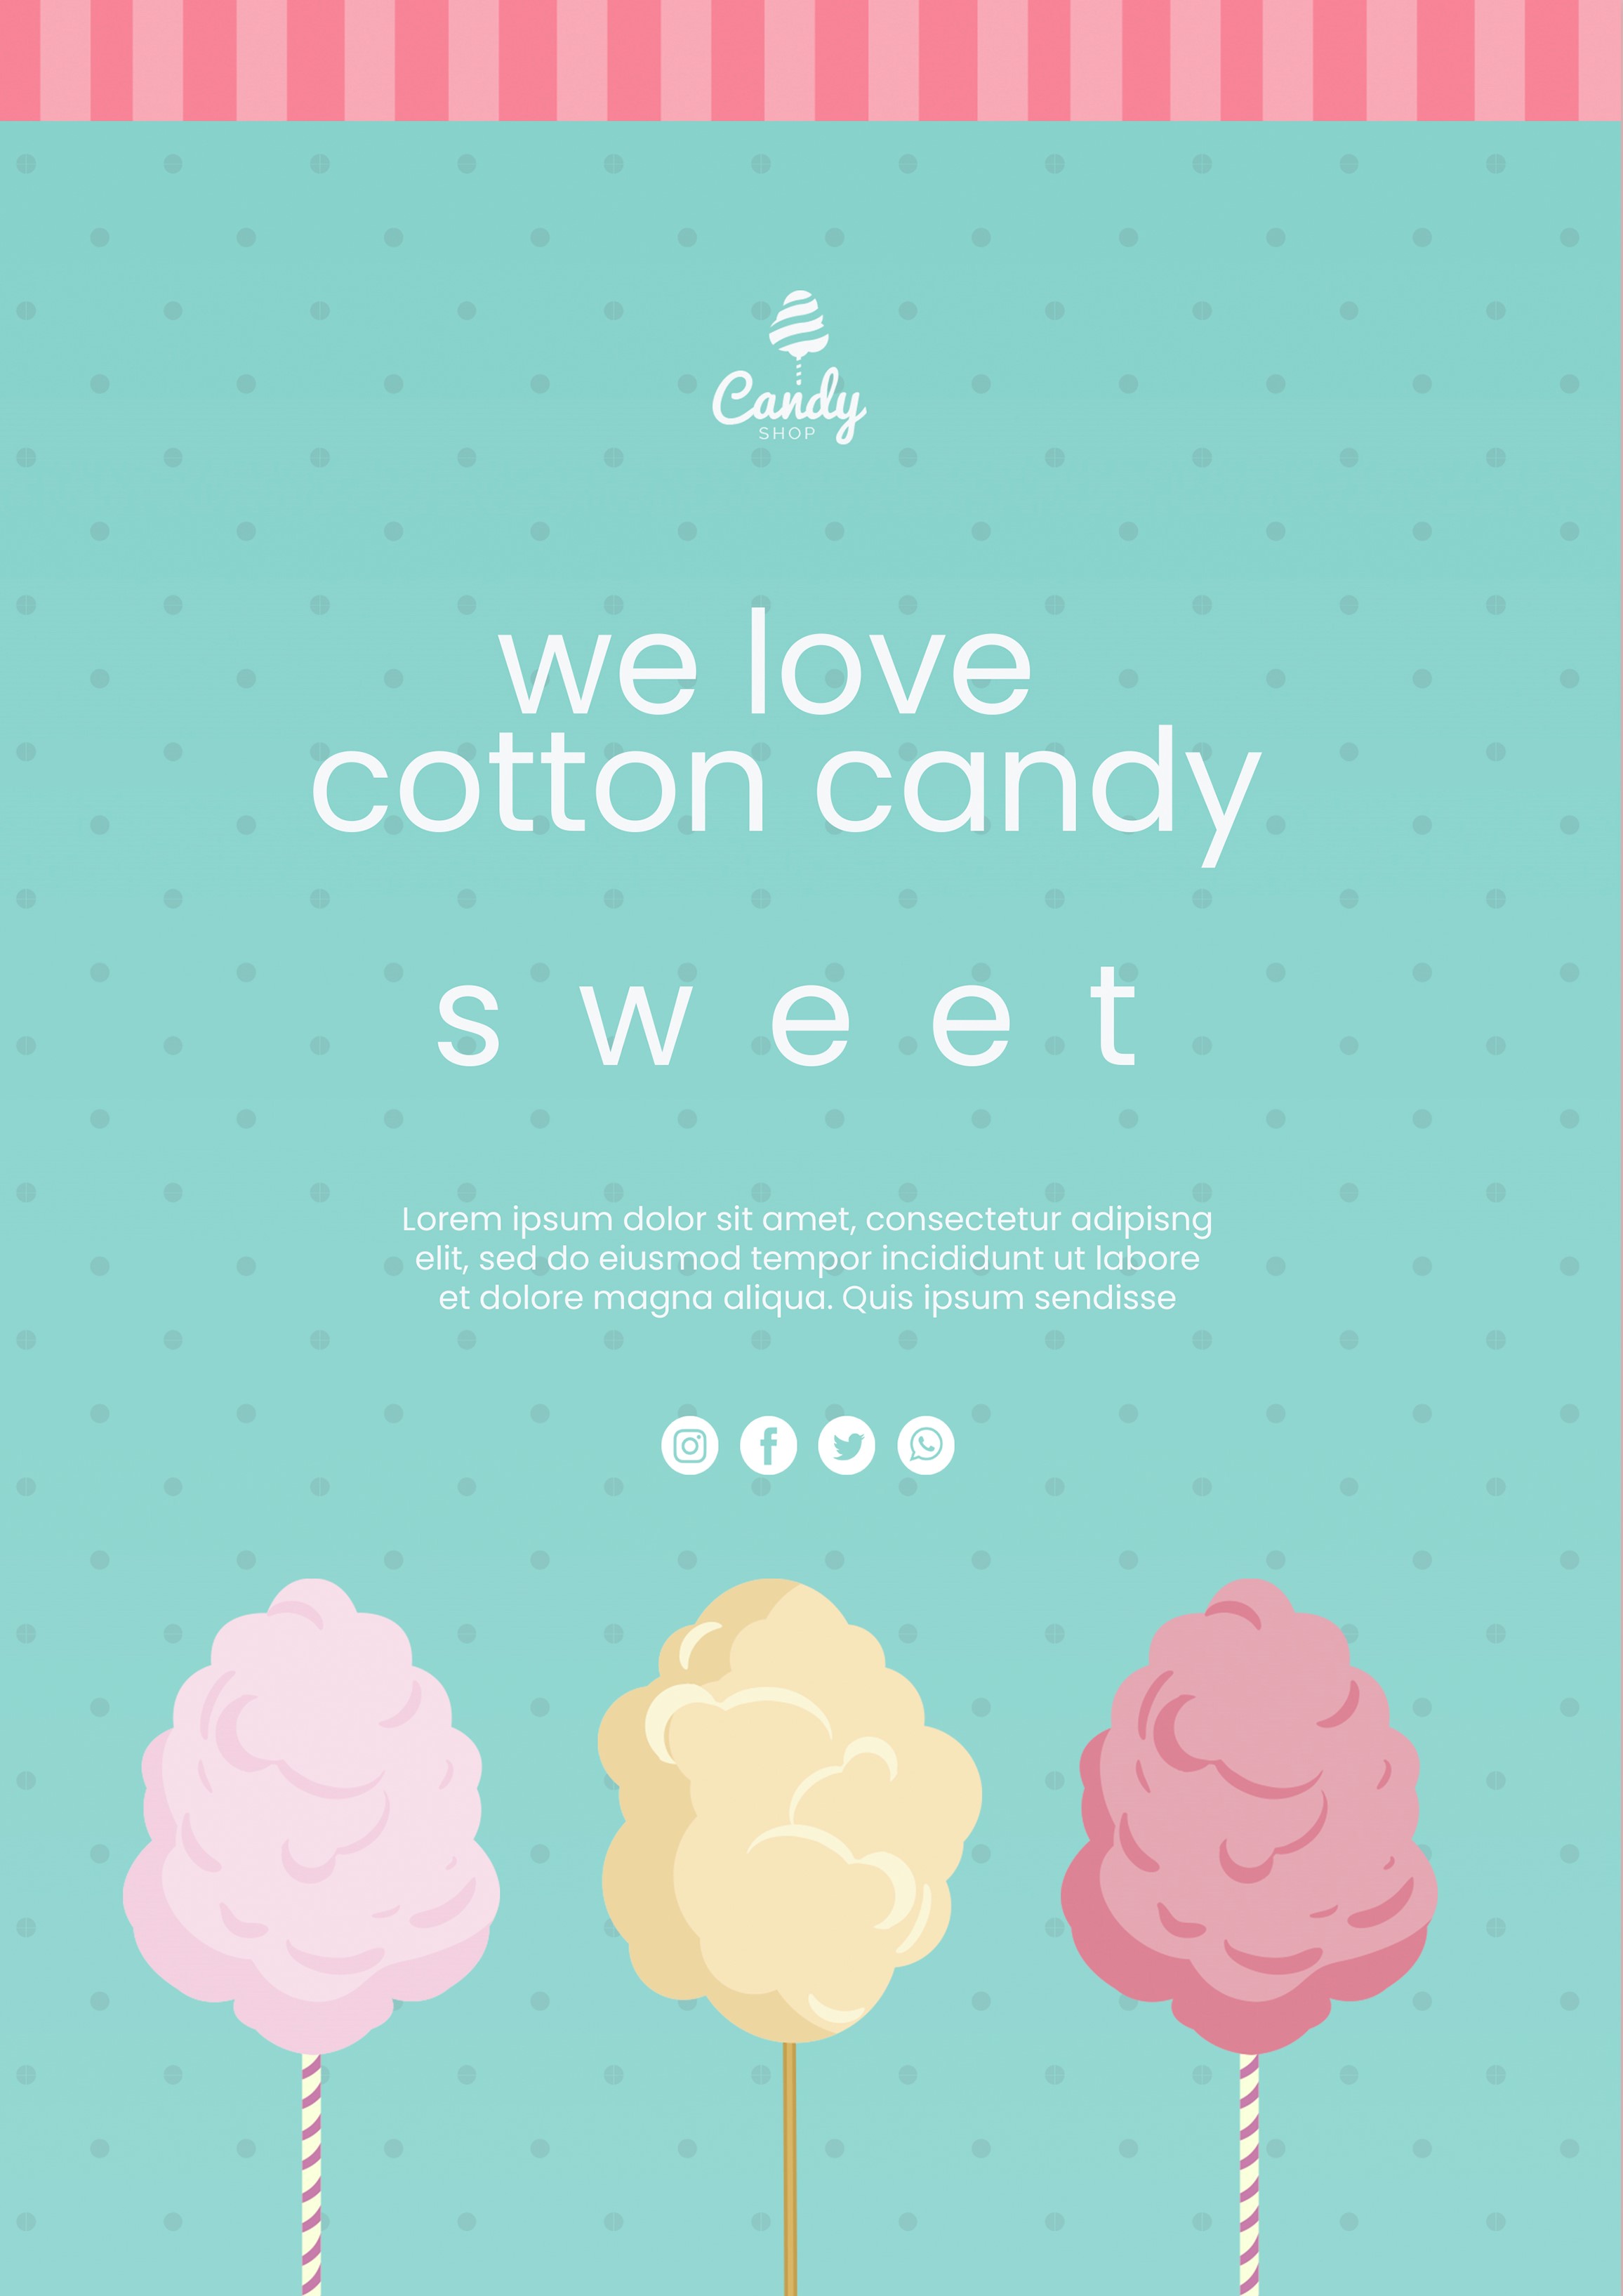 Candy
SHOP
we love
cotton candy
sweet
Lorem ipsum dolor sit amet, consectetur adipisng
elit, sed do eiusmod tempor incididunt ut labore
et dolore magna aliqua. Quis ipsum sendisse